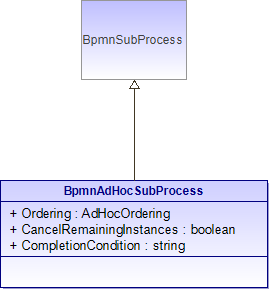 BpmnSubProcess
BpmnAdHocSubProcess
+ Ordering : AdHocOrdering
+ CancelRemainingInstances : boolean
+ CompletionCondition : string